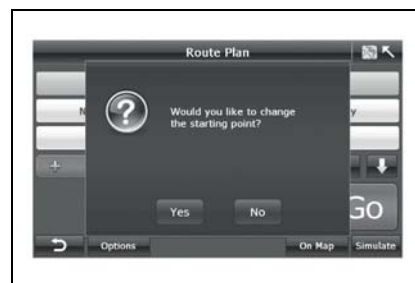 Route Plan
N
y
?
Would you like to change
the starting point?
+
Yes
No
Go
Options
On Map
Simulate